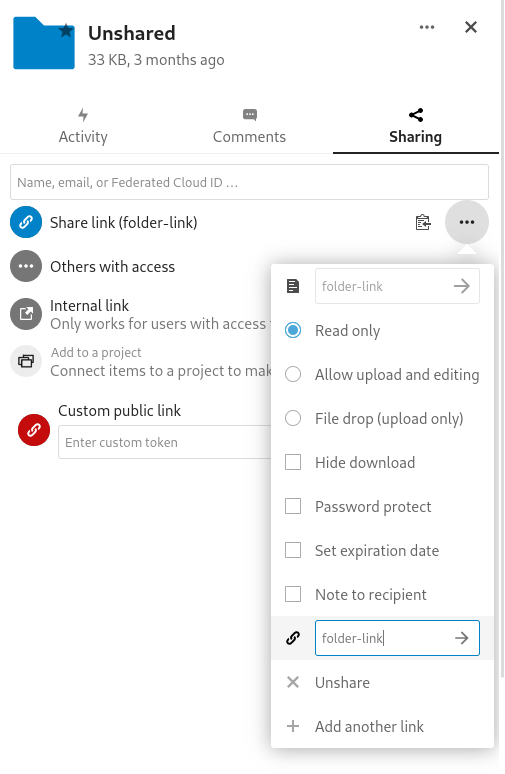 Unshared
33 KB, 3 months ago
Activity
Comments
Sharing
Name, email, or Federated Cloud ID …
Share link (folder-link)
Others with access
Internal link
Only works for users with access
Add to a project
Connect items to a project to mak
Custom public link
Enter custom token
folder-link
Read only
Allow upload and editing
File drop (upload only)
Hide download
Password protect
Set expiration date
Note to recipient
folder-link
Unshare
Add another link